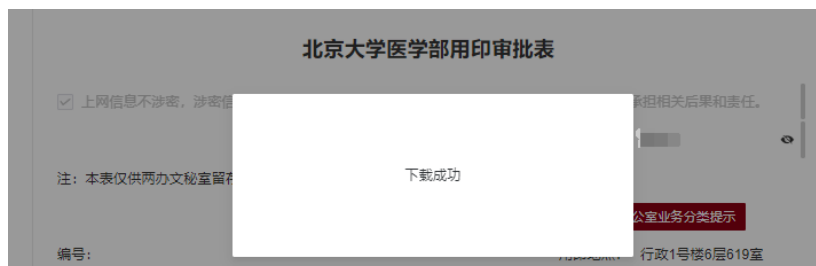 北京大学医学部用印审批表
上网信息不涉密，涉密信
承担相关后果和责任。
下载成功
注：本表仅供两办文秘室留存
公室业务分类提示
编号：
行政1号楼6层619室